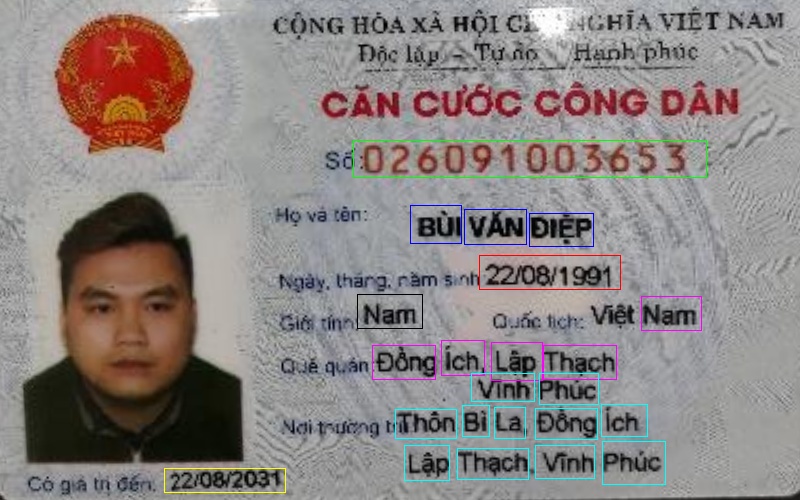 CỘNG HÒA XÃ HỘI CHỦ NGHĨA VIỆT NAM
Độc lập - Tự do - Hạnh phúc
CĂN CƯỚC CÔNG DÂN
Số: 026091003653
Họ và tên: BÙI VĂN ĐIỆP
Ngày, tháng, năm sinh: 22/08/1991
Giới tính: Nam Quốc tịch: Việt Nam
Quê quán: Đồng Ích, Lập Thạch
Vĩnh Phúc
Nơi thường trú: Thôn Bì La, Đồng Ích
Lập Thạch, Vĩnh Phúc
Có giá trị đến: 22/08/2031